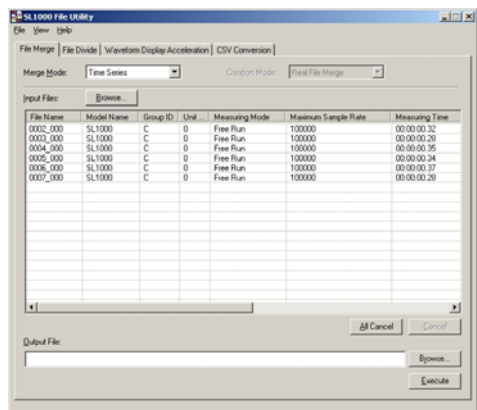 SL1000 File Utility
File View Help
File Merge File Divide Waveform Display Acceleration CSV Conversion
Merge Mode: Time Series Creation Mode: Real File Merge
Input Files: Browse...
File Name Model Name Group ID Unit ... Measuring Mode Maximum Sample Rate Measuring Time
0002_000 SL1000 C 0 Free Run 100000 00:00:00.32
0003_000 SL1000 C 0 Free Run 100000 00:00:00.28
0004_000 SL1000 C 0 Free Run 100000 00:00:00.35
0005_000 SL1000 C 0 Free Run 100000 00:00:00.34
0006_000 SL1000 C 0 Free Run 100000 00:00:00.37
0007_000 SL1000 C 0 Free Run 100000 00:00:00.28
All Cancel Cancel
Output File:
Browse...
Execute